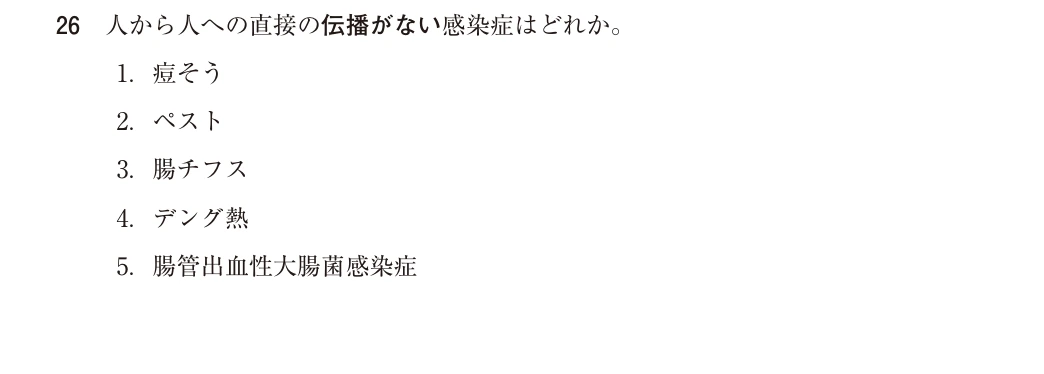 26 人から人への直接の伝播がない感染症はどれか。
1. 痘そう
2. ペスト
3. 腸チフス
4. デング熱
5. 腸管出血性大腸菌感染症